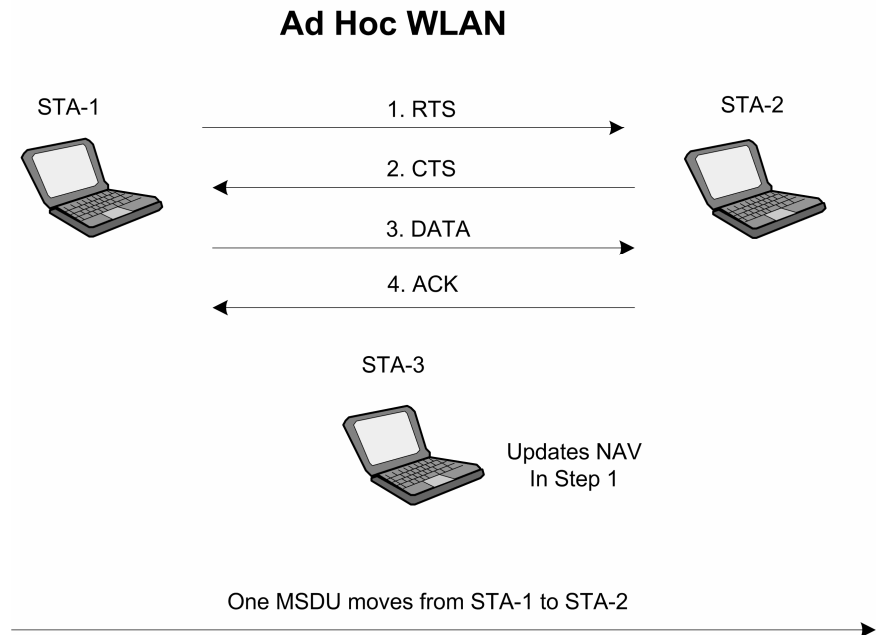 Ad Hoc WLAN
STA-1
1. RTS
STA-2
2. CTS
3. DATA
4. ACK
STA-3
Updates NAV
In Step 1
One MSDU moves from STA-1 to STA-2